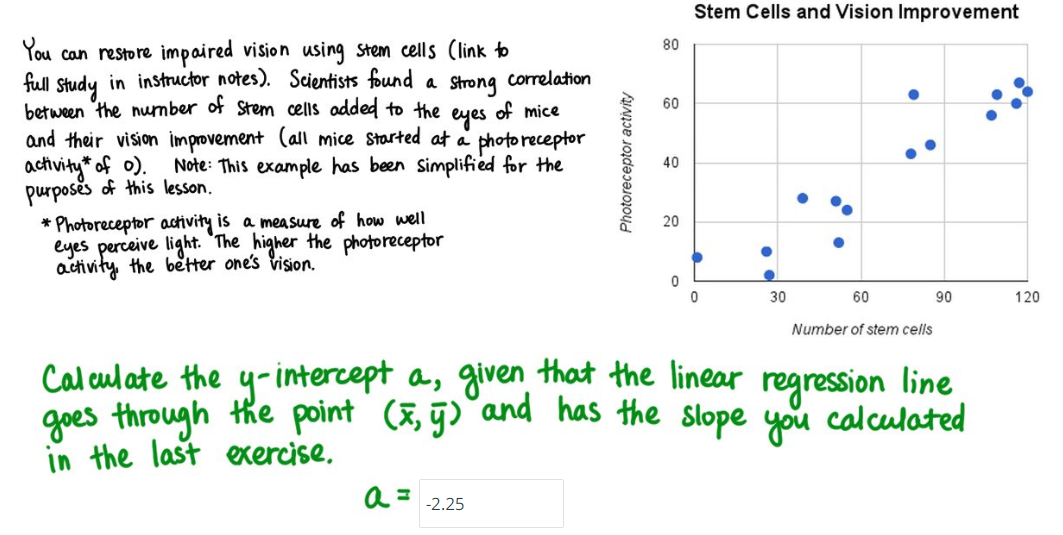 Stem Cells and Vision Improvement
You can restore impaired vision using stem cells (link to
full study in instructor notes). Scientists found a strong correlation
between the number of stem cells added to the eyes of mice
and their vision improvement (all mice started at a photoreceptor
activity* of 0). Note: This example has been simplified for the
purposes of this lesson.
* Photoreceptor activity is a measure of how well
eyes perceive light. The higher the photoreceptor
activity, the better one's vision.
Photoreceptor activity
80
60
40
20
0
0 30 60 90 120
Number of stem cells
Calculate the y-intercept a, given that the linear regression line
goes through the point (x̄, ȳ) and has the slope you calculated
in the last exercise.
a = -2.25